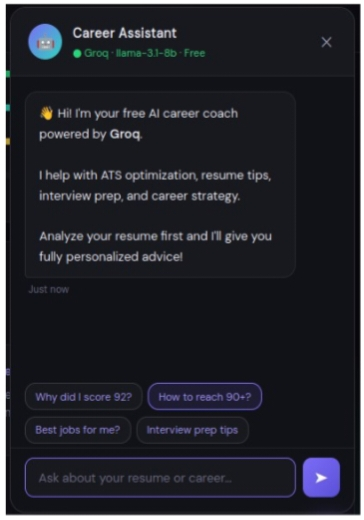 Career Assistant
Groq · llama-3.1-8b · Free
👋 Hi! I'm your free AI career coach
powered by Groq.
I help with ATS optimization, resume tips,
interview prep, and career strategy.
Analyze your resume first and I'll give you
fully personalized advice!
Just now
Why did I score 92?
How to reach 90+?
Best jobs for me?
Interview prep tips
Ask about your resume or career...